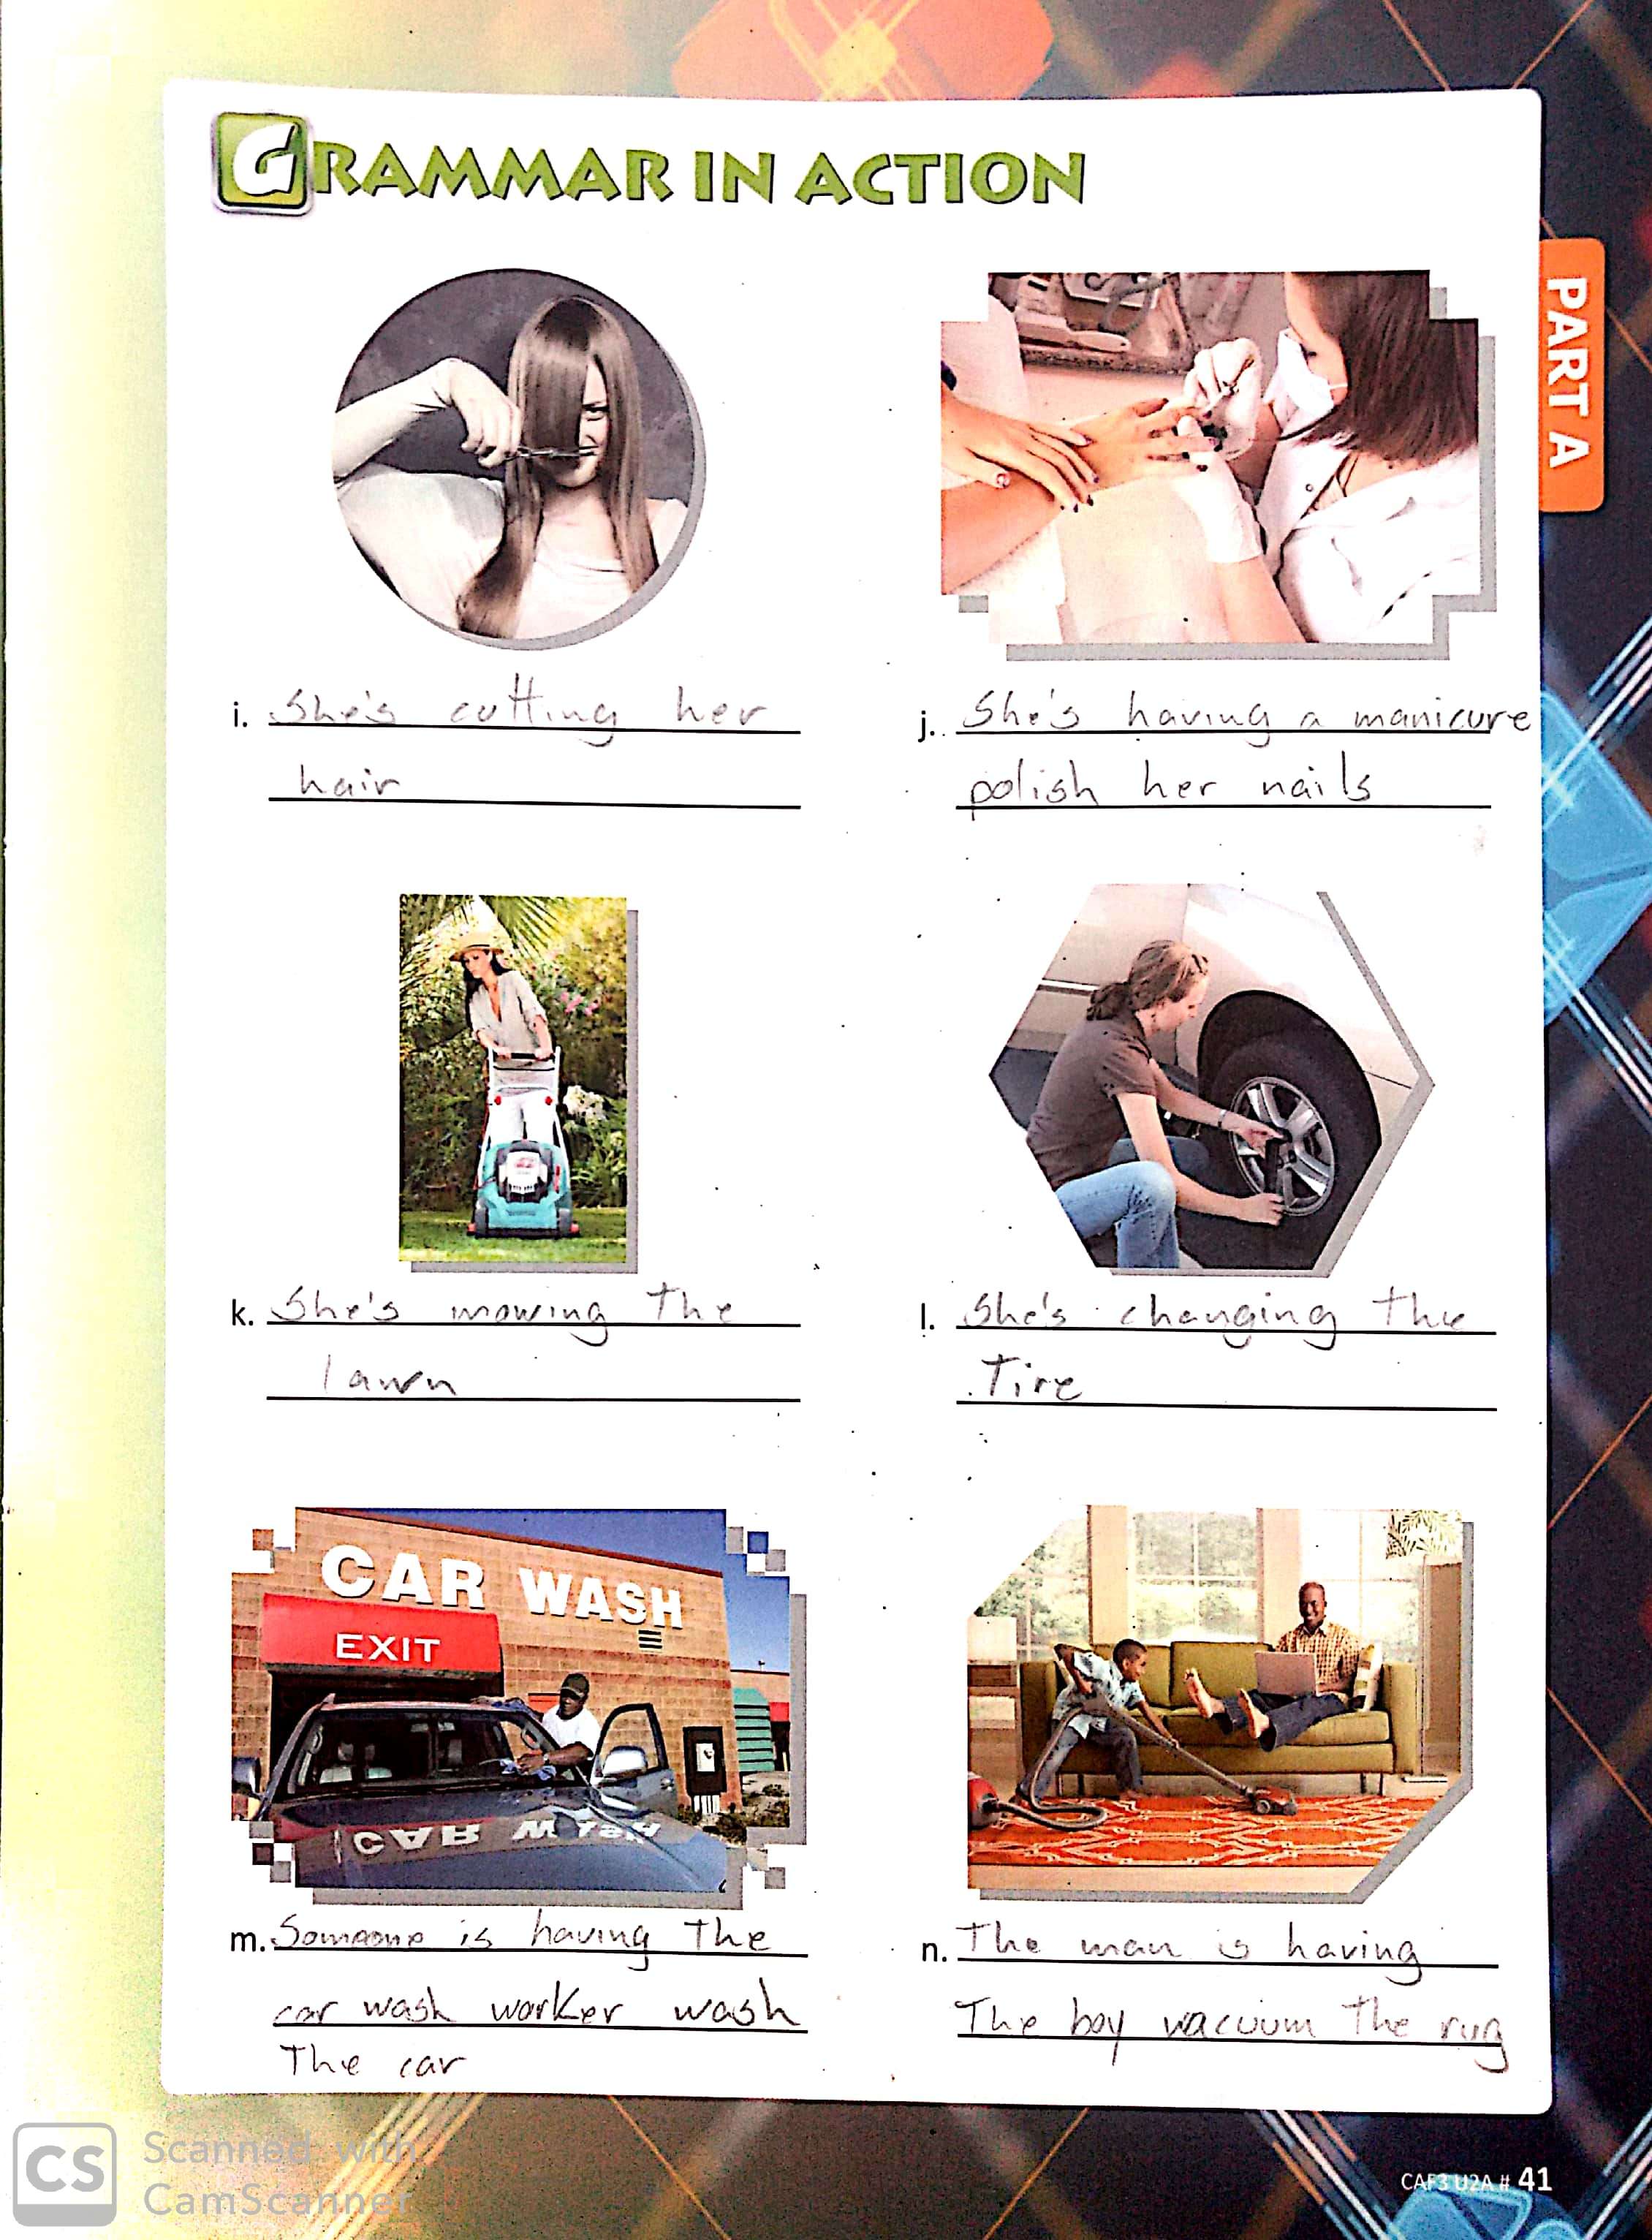 GRAMMAR IN ACTION
PART A
i. She's cutting her
hair
j. She's having a manicure
polish her nails
k. She's mowing the
lawn
l. She's changing the
Tire
CAR WASH
EXIT
CAR WASH
m. Someone is having the
car wash worker wash
The car
n. The man is having
The boy vacuum the rug
CS Scanned with
CamScanner
CAF3 U2A # 41